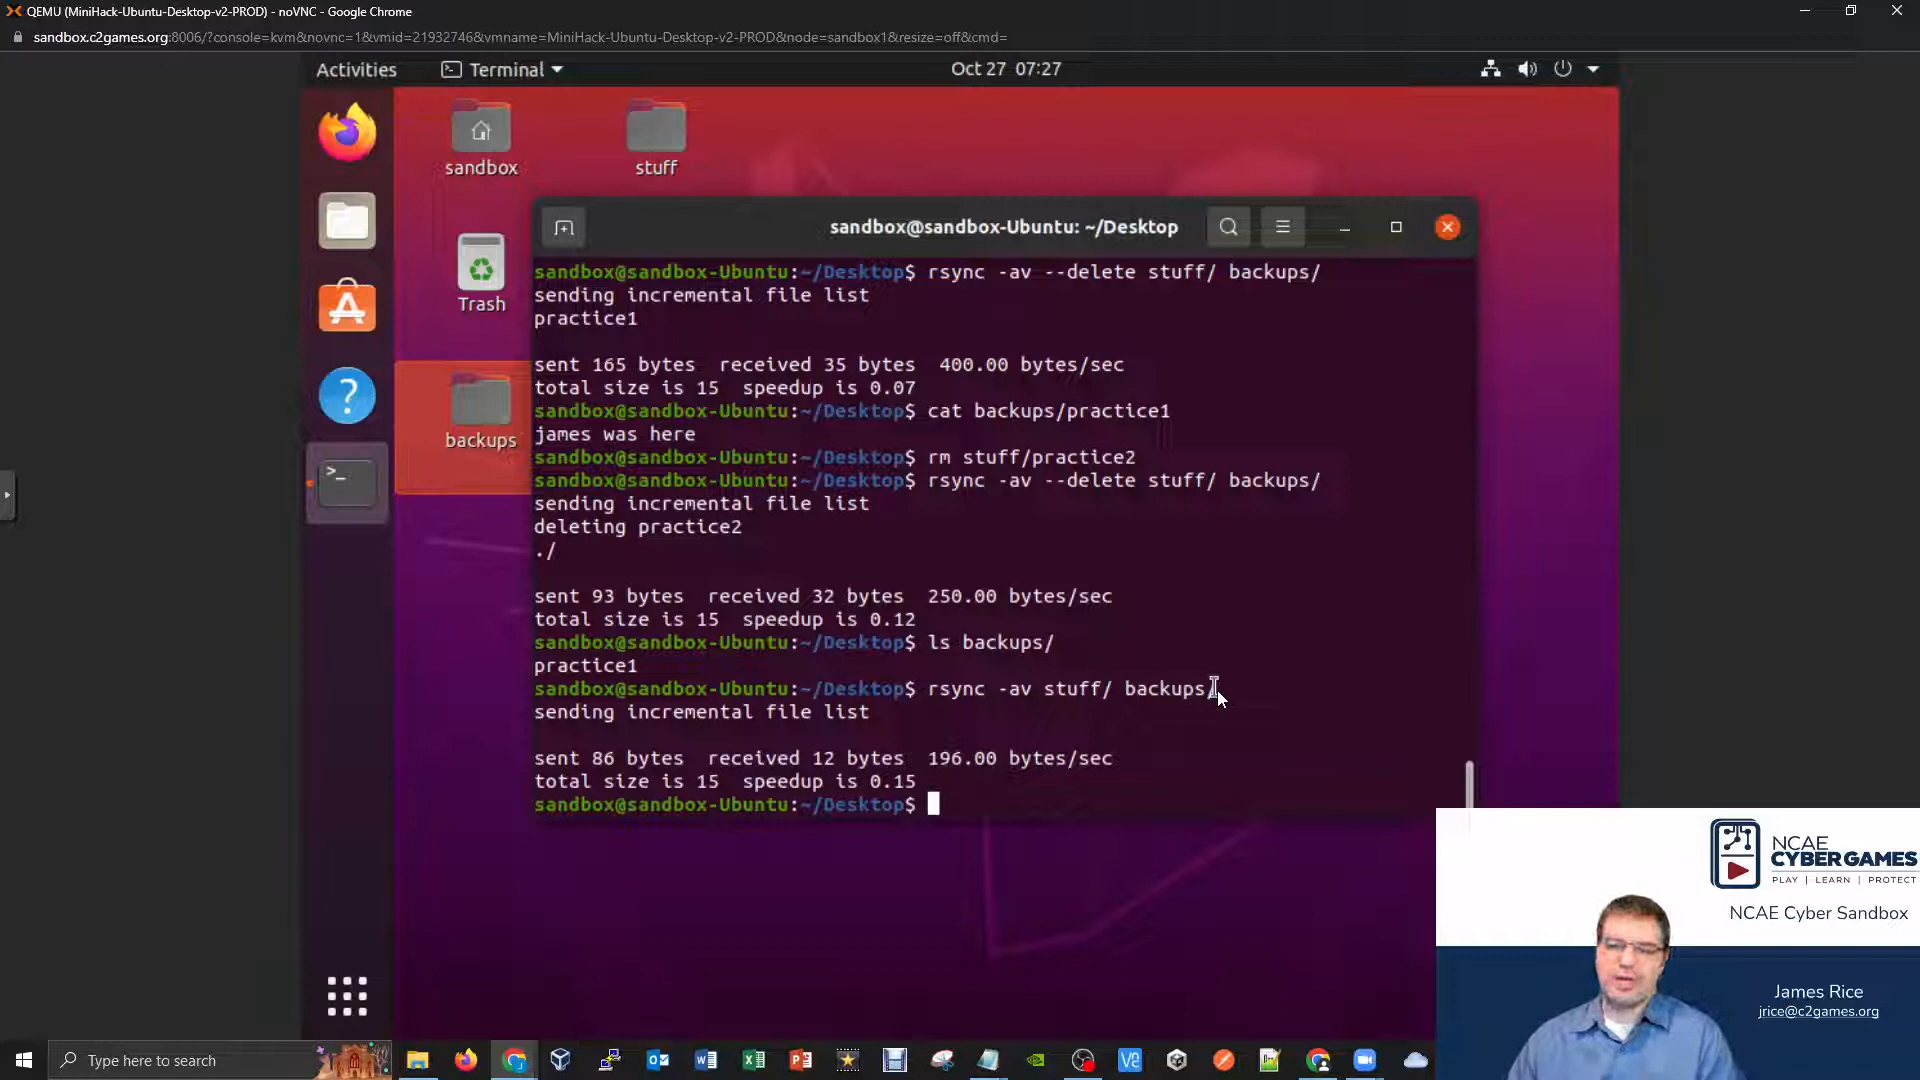 QEMU (MiniHack-Ubuntu-Desktop-v2-PROD) - noVNC - Google Chrome
sandbox.c2games.org:8006/?console=kvm&novnc=1&vmid=21932746&vmname=MiniHack-Ubuntu-Desktop-v2-PROD&node=sandbox1&resize=off&cmd=
Activities
Terminal
Oct 27 07:27
sandbox
stuff
Trash
backups
sandbox@sandbox-Ubuntu: ~/Desktop
sandbox@sandbox-Ubuntu:~/Desktop$ rsync -av --delete stuff/ backups/
sending incremental file list
practice1
sent 165 bytes  received 35 bytes  400.00 bytes/sec
total size is 15  speedup is 0.07
sandbox@sandbox-Ubuntu:~/Desktop$ cat backups/practice1
james was here
sandbox@sandbox-Ubuntu:~/Desktop$ rm stuff/practice2
sandbox@sandbox-Ubuntu:~/Desktop$ rsync -av --delete stuff/ backups/
sending incremental file list
deleting practice2
./
sent 93 bytes  received 32 bytes  250.00 bytes/sec
total size is 15  speedup is 0.12
sandbox@sandbox-Ubuntu:~/Desktop$ ls backups/
practice1
sandbox@sandbox-Ubuntu:~/Desktop$ rsync -av stuff/ backups/
sending incremental file list
sent 86 bytes  received 12 bytes  196.00 bytes/sec
total size is 15  speedup is 0.15
sandbox@sandbox-Ubuntu:~/Desktop$
NCAE
CYBERGAMES
PLAY | LEARN | PROTECT
NCAE Cyber Sandbox
James Rice
jrice@c2games.org
Type here to search